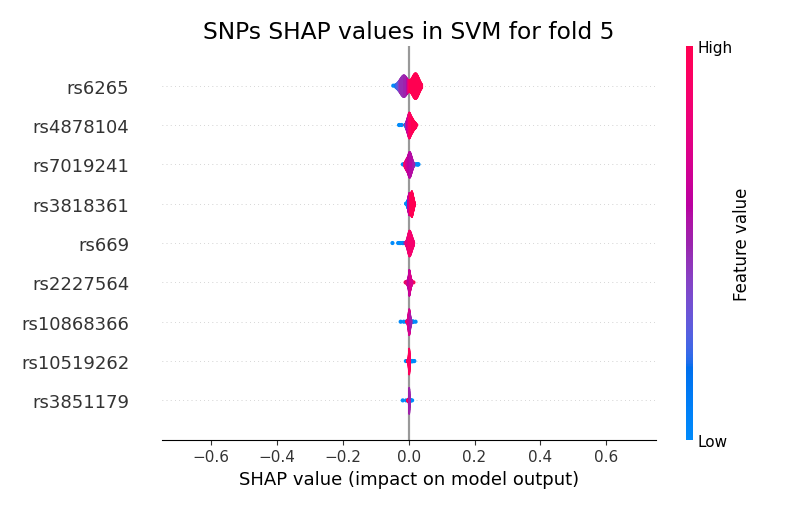 SNPs SHAP values in SVM for fold 5
High
rs6265
rs4878104
rs7019241
rs3818361
rs669
rs2227564
rs10868366
rs10519262
rs3851179
Feature value
Low
−0.6 −0.4 −0.2 0.0 0.2 0.4 0.6
SHAP value (impact on model output)